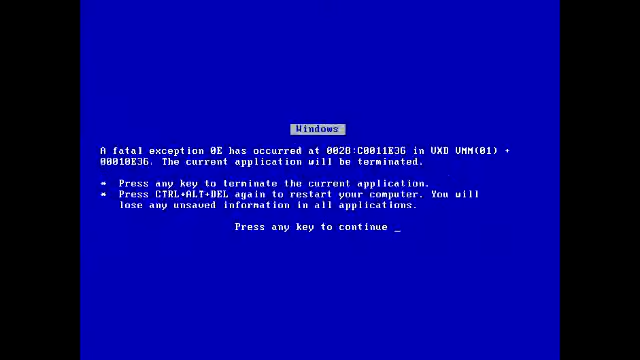 Windows
A fatal exception 0E has occurred at 0028:C0011E36 in VXD VMM(01) +
00010E36. The current application will be terminated.
* Press any key to terminate the current application.
* Press CTRL+ALT+DEL again to restart your computer. You will
lose any unsaved information in all applications.
Press any key to continue _